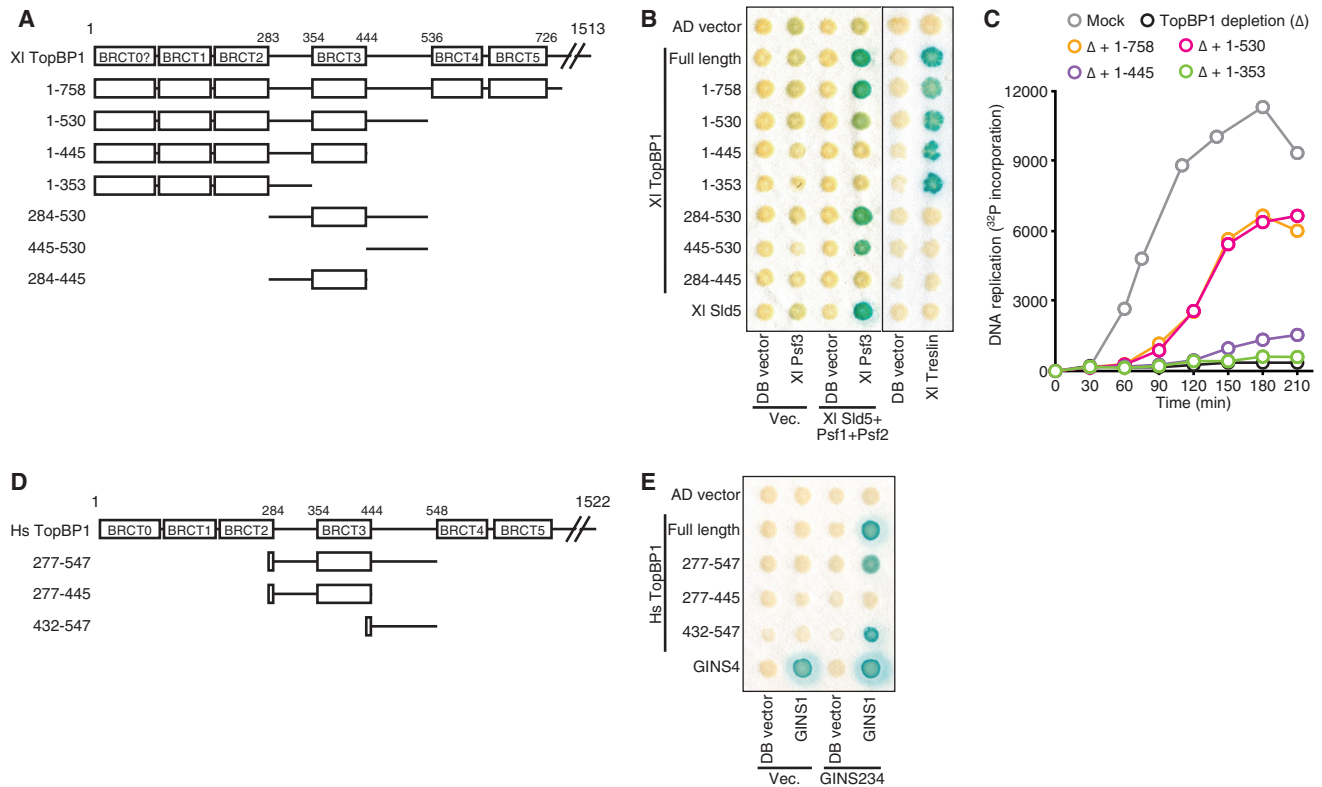 A
1
283
354
444
536
726
1513
Xl TopBP1
BRCT0?
BRCT1
BRCT2
BRCT3
BRCT4
BRCT5
1-758
1-530
1-445
1-353
284-530
445-530
284-445
B
AD vector
Full length
1-758
1-530
1-445
1-353
284-530
445-530
284-445
Xl Sld5
Xl TopBP1
DB vector
Xl Psf3
DB vector
Xl Psf3
DB vector
Xl Treslin
Vec.
Xl Sld5+
Psf1+Psf2
C
Mock
TopBP1 depletion (Δ)
Δ + 1-758
Δ + 1-530
Δ + 1-445
Δ + 1-353
DNA replication (³²P incorporation)
12000
9000
6000
3000
0
0 30 60 90 120 150 180 210
Time (min)
D
1
284
354
444
548
1522
Hs TopBP1
BRCT0
BRCT1
BRCT2
BRCT3
BRCT4
BRCT5
277-547
277-445
432-547
E
AD vector
Full length
277-547
277-445
432-547
GINS4
Hs TopBP1
DB vector
GINS1
DB vector
GINS1
Vec.
GINS234